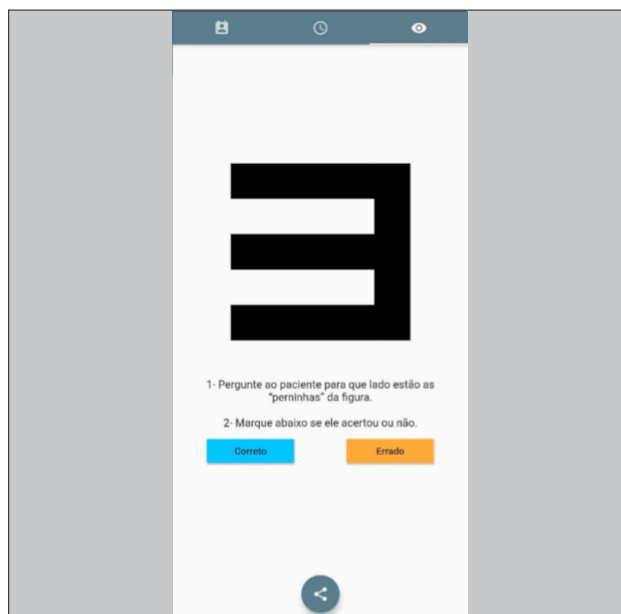 1- Pergunte ao paciente para que lado estão as
"perninhas" da figura.
2- Marque abaixo se ele acertou ou não.
Correto
Errado